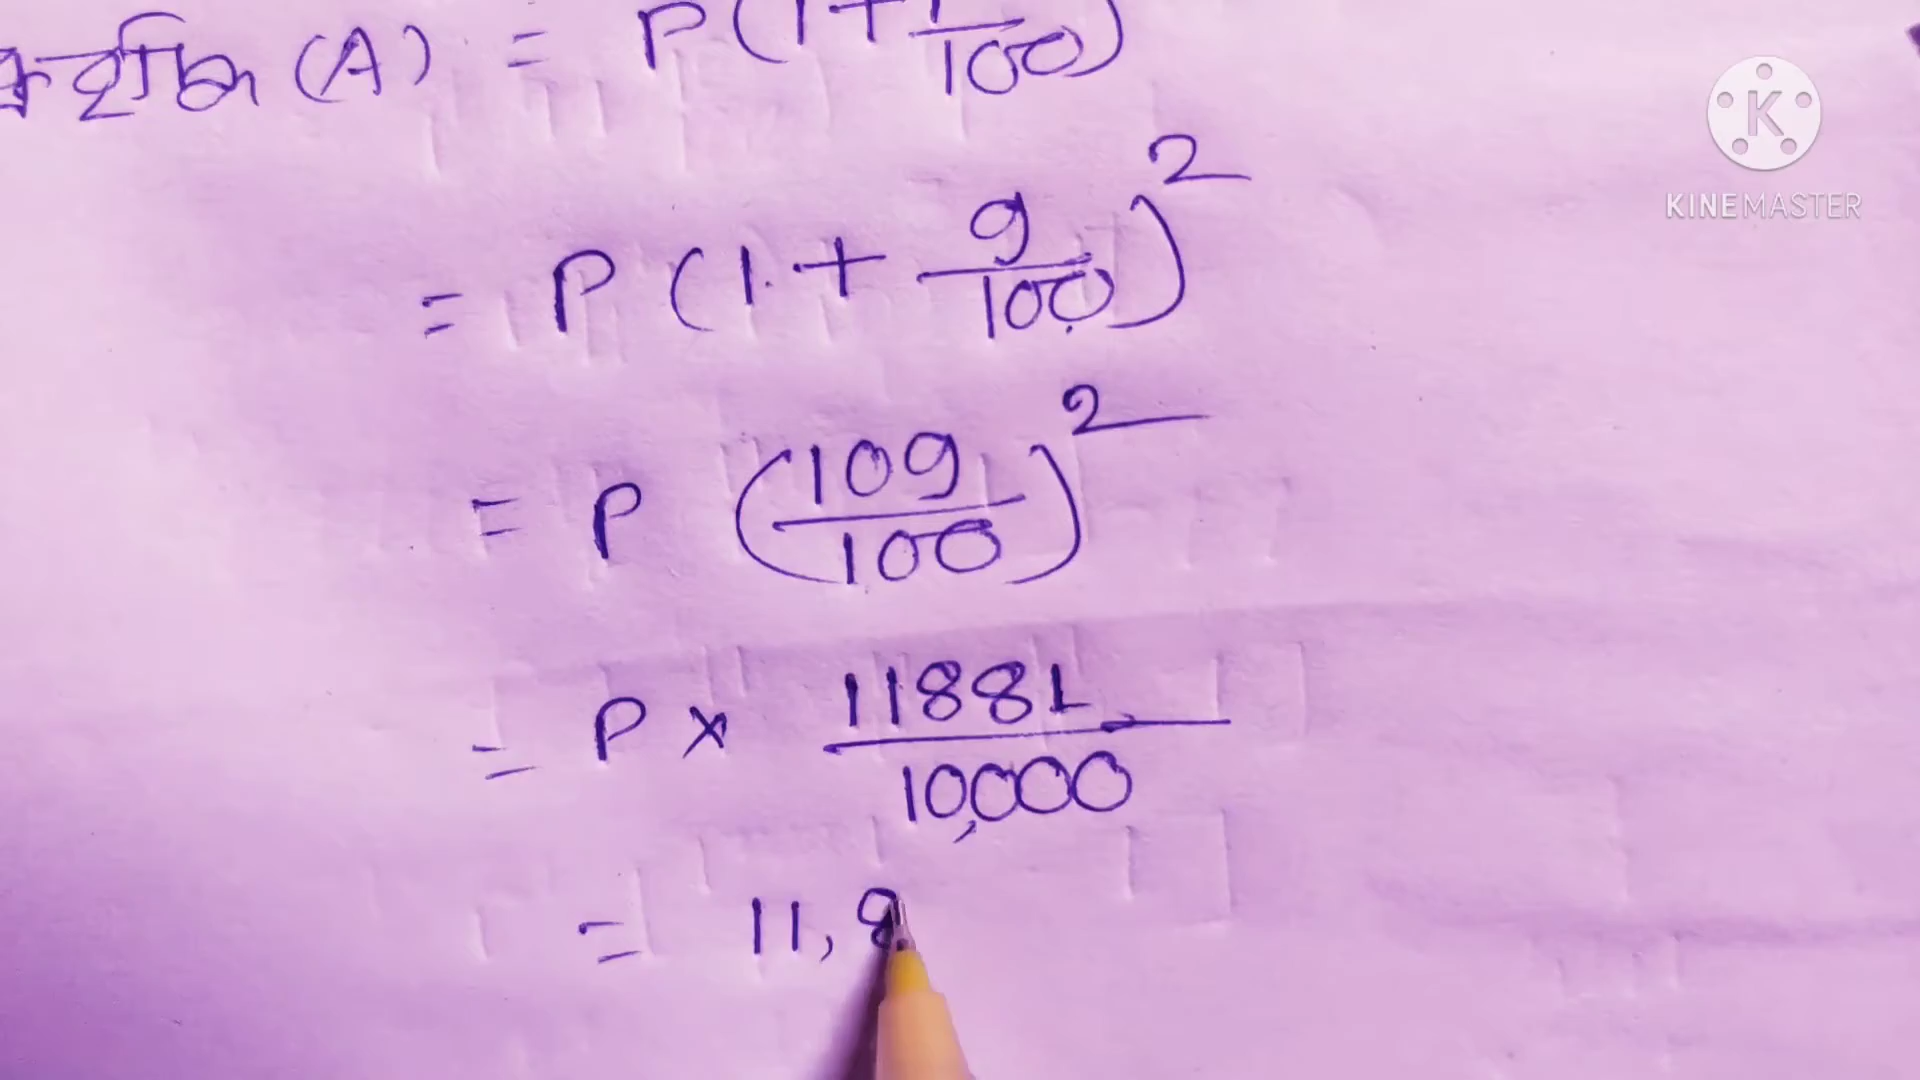 (A) = P(1+ r/100)
K
KINEMASTER
= P(1 + 9/100)²
= P (109/100)²
= P × 11881/10,000
= 11,8